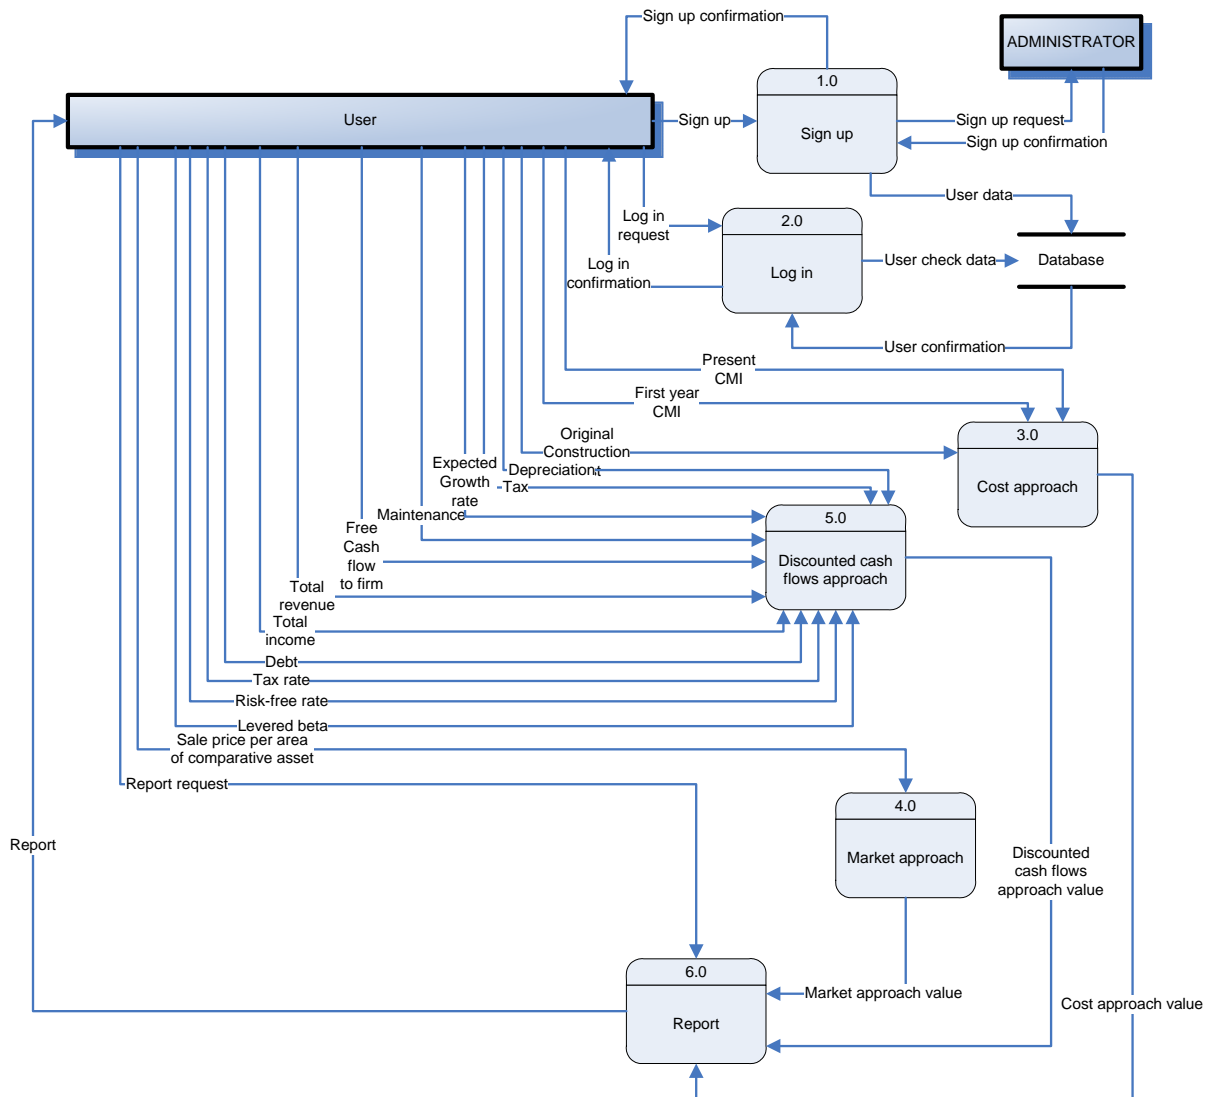 Sign up confirmation
ADMINISTRATOR
1.0
Sign up
User
Sign up
Sign up request
Sign up confirmation
User data
2.0
Log in
Log in
request
Log in
confirmation
User check data
Database
User confirmation
Present
CMI
First year
CMI
3.0
Cost approach
Original
Construction
Depreciation
Expected
Growth
rate
Tax
Maintenance
5.0
Discounted cash
flows approach
Free
Cash
flow
to firm
Total
revenue
Total
income
Debt
Tax rate
Risk-free rate
Levered beta
Sale price per area
of comparative asset
Report request
4.0
Market approach
Report
Discounted
cash flows
approach value
6.0
Report
Market approach value
Cost approach value